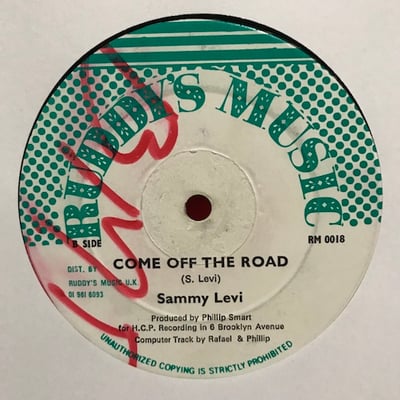 RUDDYS MUSIC
B SIDE
RM 0018
DIST. BY
RUDDY'S MUSIC U.K.
01 961 6093
COME OFF THE ROAD
(S. Levi)
Sammy Levi
Produced by Phillip Smart
for H.C.P. Recording in 6 Brooklyn Avenue
Computer Track by Rafael & Phillip
UNAUTHORIZED COPYING IS STRICTLY PROHIBITED